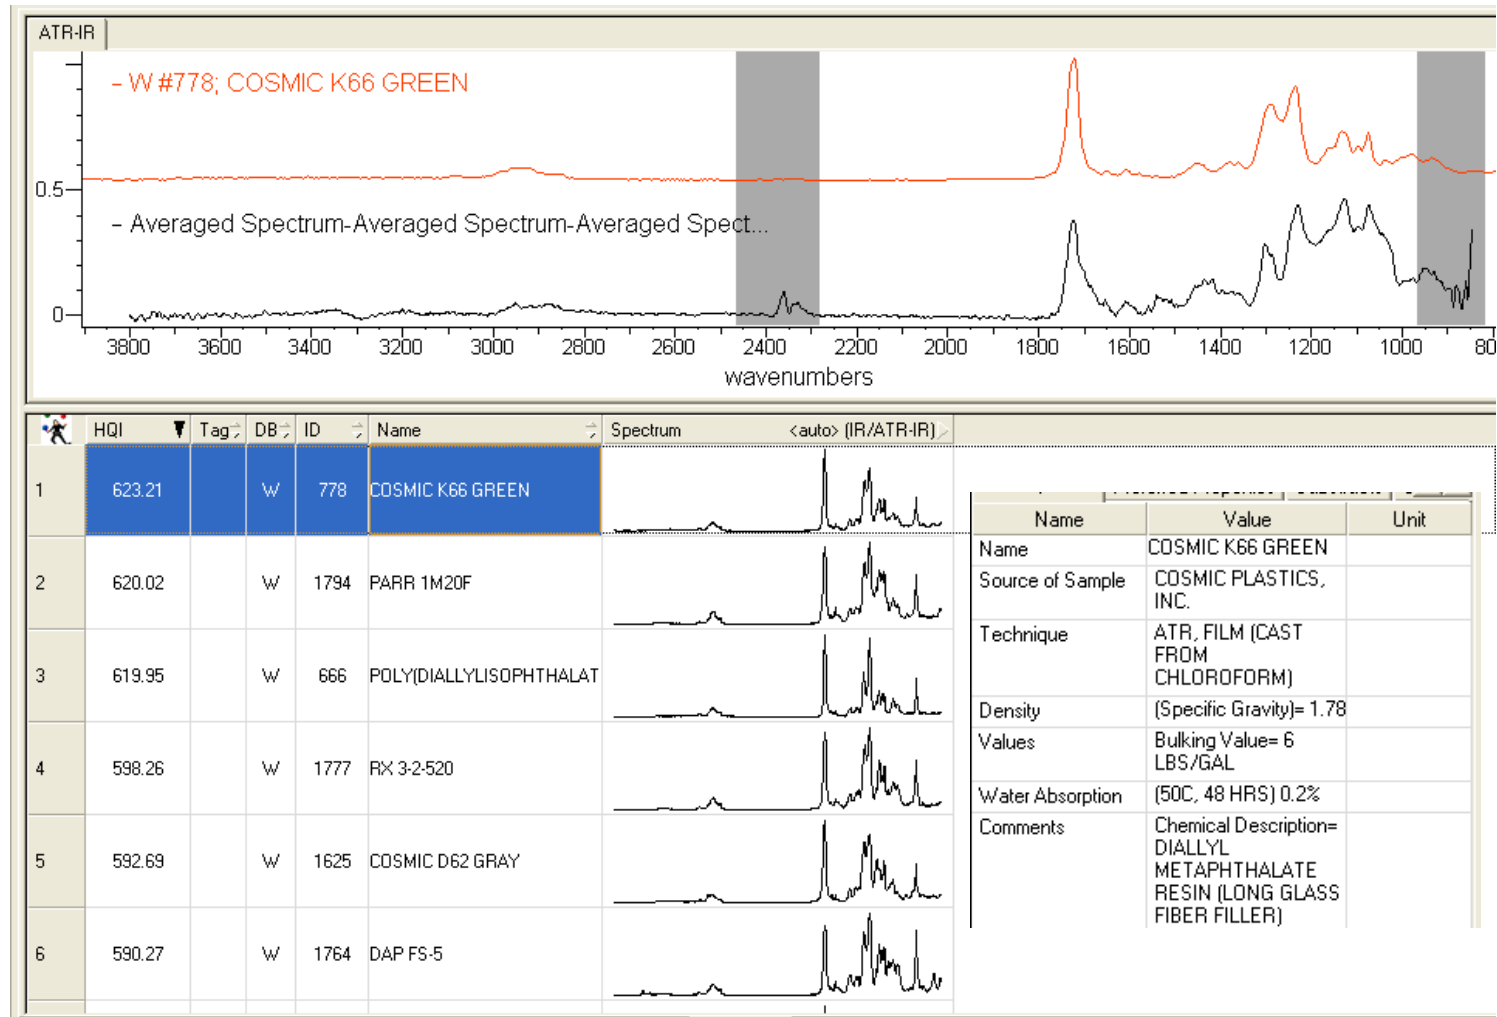 ATR-IR
– W #778; COSMIC K66 GREEN
0.5
– Averaged Spectrum-Averaged Spectrum-Averaged Spect...
0
3800 3600 3400 3200 3000 2800 2600 2400 2200 2000 1800 1600 1400 1200 1000 80
wavenumbers
HQI Tag DB ID Name Spectrum <auto> (IR/ATR-IR)
1 623.21 W 778 COSMIC K66 GREEN
2 620.02 W 1794 PARR 1M20F
3 619.95 W 666 POLY(DIALLYLISOPHTHALAT
4 598.26 W 1777 RX 3-2-520
5 592.69 W 1625 COSMIC D62 GRAY
6 590.27 W 1764 DAP FS-5
Name Value Unit
Name COSMIC K66 GREEN
Source of Sample COSMIC PLASTICS,
INC.
Technique ATR, FILM (CAST
FROM
CHLOROFORM)
Density (Specific Gravity)= 1.78
Values Bulking Value= 6
LBS/GAL
Water Absorption (50C, 48 HRS) 0.2%
Comments Chemical Description=
DIALLYL
METAPHTHALATE
RESIN (LONG GLASS
FIBER FILLER)